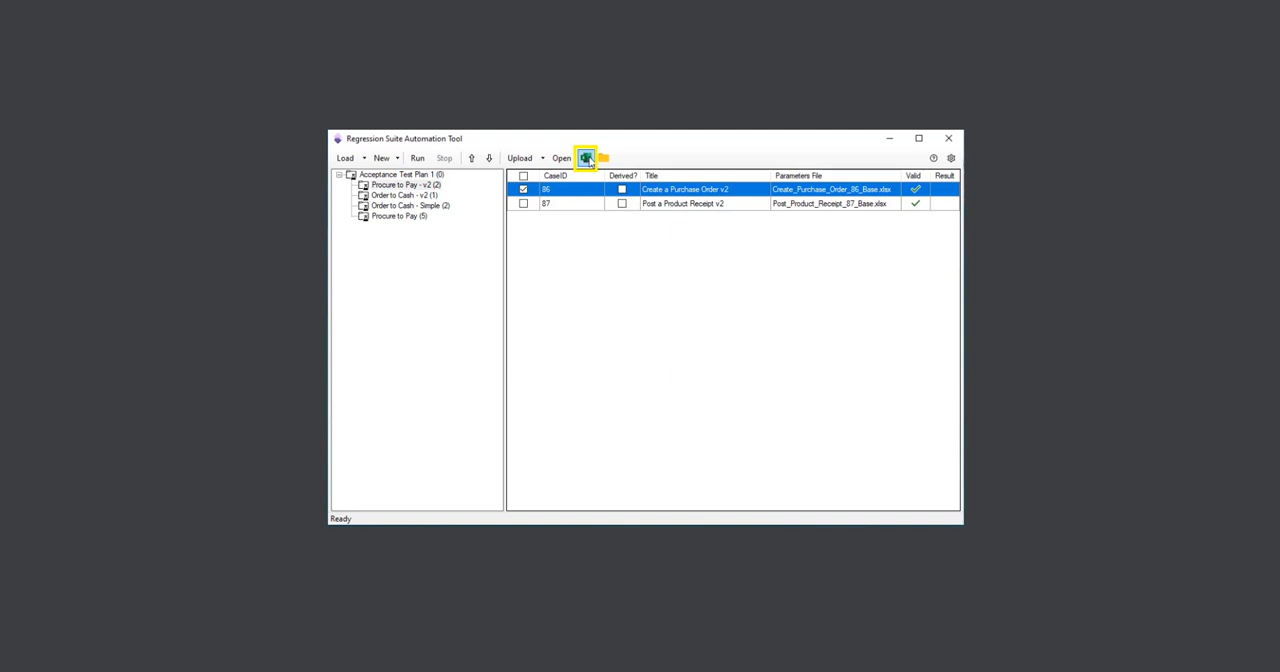 Regression Suite Automation Tool
Load New Run Stop Upload Open
Acceptance Test Plan 1 (0)
Procure to Pay - v2 (2)
Order to Cash - v2 (1)
Order to Cash - Simple (2)
Procure to Pay (5)
CaseID Derived? Title Parameters File Valid Result
86 Create a Purchase Order v2 Create_Purchase_Order_86_Base.xlsx
87 Post a Product Receipt v2 Post_Product_Receipt_87_Base.xlsx
Ready